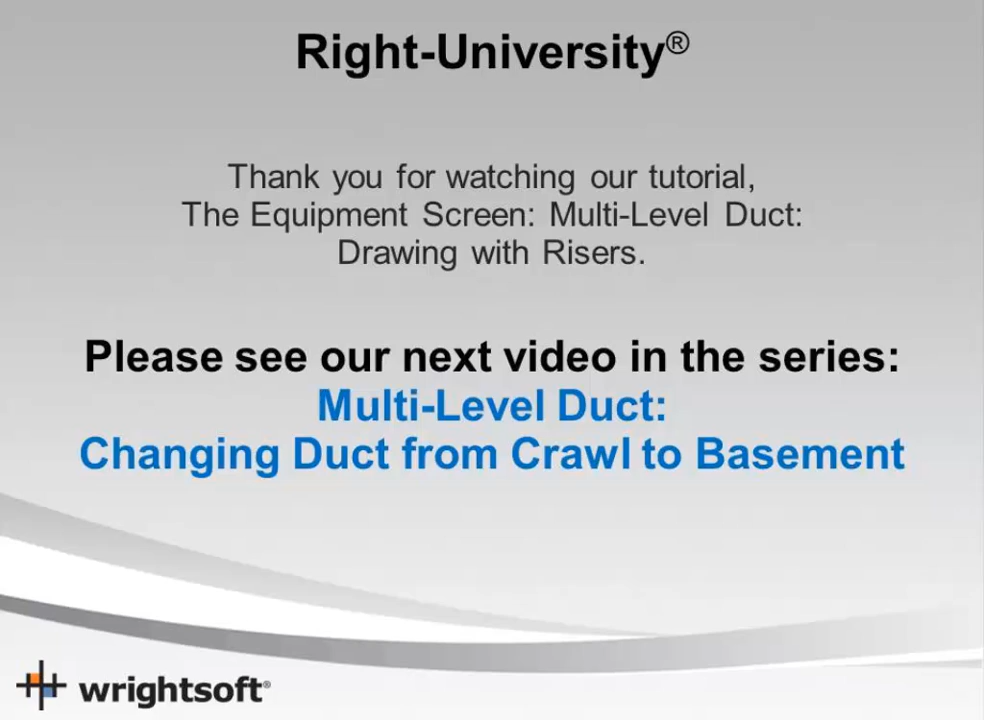 Right-University®
Thank you for watching our tutorial,
The Equipment Screen: Multi-Level Duct:
Drawing with Risers.
Please see our next video in the series:
Multi-Level Duct:
Changing Duct from Crawl to Basement
wrightsoft®